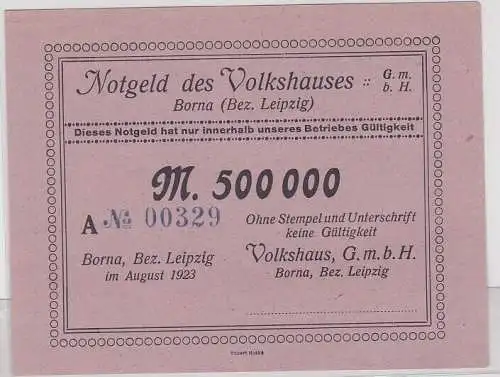 Notgeld des Volkshauses :: G. m. b. H.
Borna (Bez. Leipzig)
Dieses Notgeld hat nur innerhalb unseres Betriebes Gültigkeit
M. 500 000
A № 00329
Ohne Stempel und Unterschrift
keine Gültigkeit
Borna, Bez. Leipzig
im August 1923
Volkshaus, G. m. b. H.
Borna, Bez. Leipzig